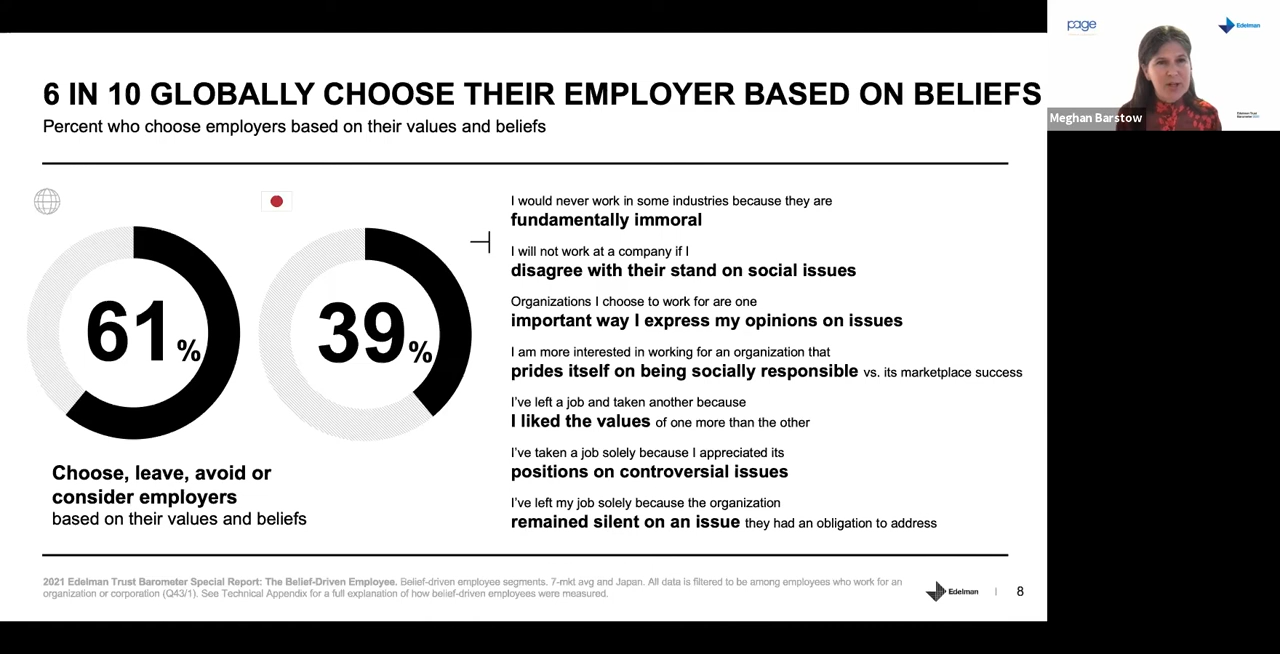 6 IN 10 GLOBALLY CHOOSE THEIR EMPLOYER BASED ON BELIEFS
Percent who choose employers based on their values and beliefs
61%
39%
Choose, leave, avoid or
consider employers
based on their values and beliefs
I would never work in some industries because they are
fundamentally immoral
I will not work at a company if I
disagree with their stand on social issues
Organizations I choose to work for are one
important way I express my opinions on issues
I am more interested in working for an organization that
prides itself on being socially responsible vs. its marketplace success
I've left a job and taken another because
I liked the values of one more than the other
I've taken a job solely because I appreciated its
positions on controversial issues
I've left my job solely because the organization
remained silent on an issue they had an obligation to address
2021 Edelman Trust Barometer Special Report: The Belief-Driven Employee. Belief-driven employee segments. 7-mkt avg and Japan. All data is filtered to be among employees who work for an
organization or corporation (Q43/1). See Technical Appendix for a full explanation of how belief-driven employees were measured.
Edelman | 8
page
Edelman
Meghan Barstow
Edelman Trust
Barometer 2021